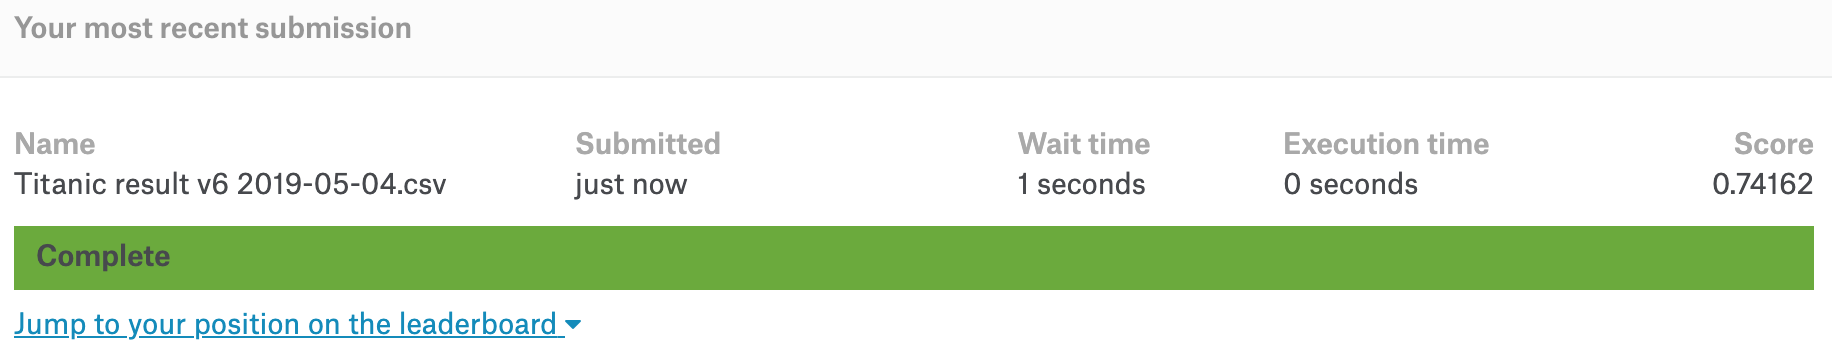 Your most recent submission
Name Submitted Wait time Execution time Score
Titanic result v6 2019-05-04.csv just now 1 seconds 0 seconds 0.74162
Complete
Jump to your position on the leaderboard